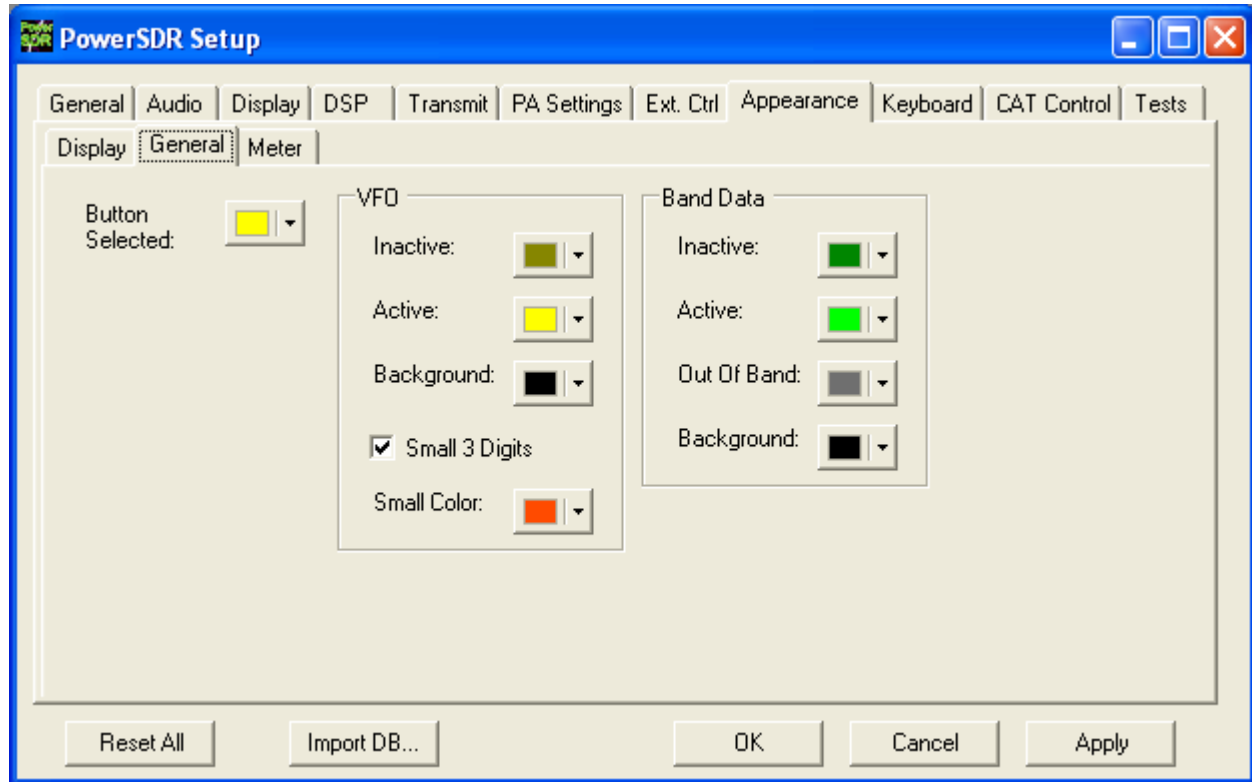 PowerSDR Setup
General Audio Display DSP Transmit PA Settings Ext. Ctrl Appearance Keyboard CAT Control Tests
Display General Meter
Button
Selected:
VFO
Inactive:
Active:
Background:
Small 3 Digits
Small Color:
Band Data
Inactive:
Active:
Out Of Band:
Background:
Reset All Import DB... OK Cancel Apply